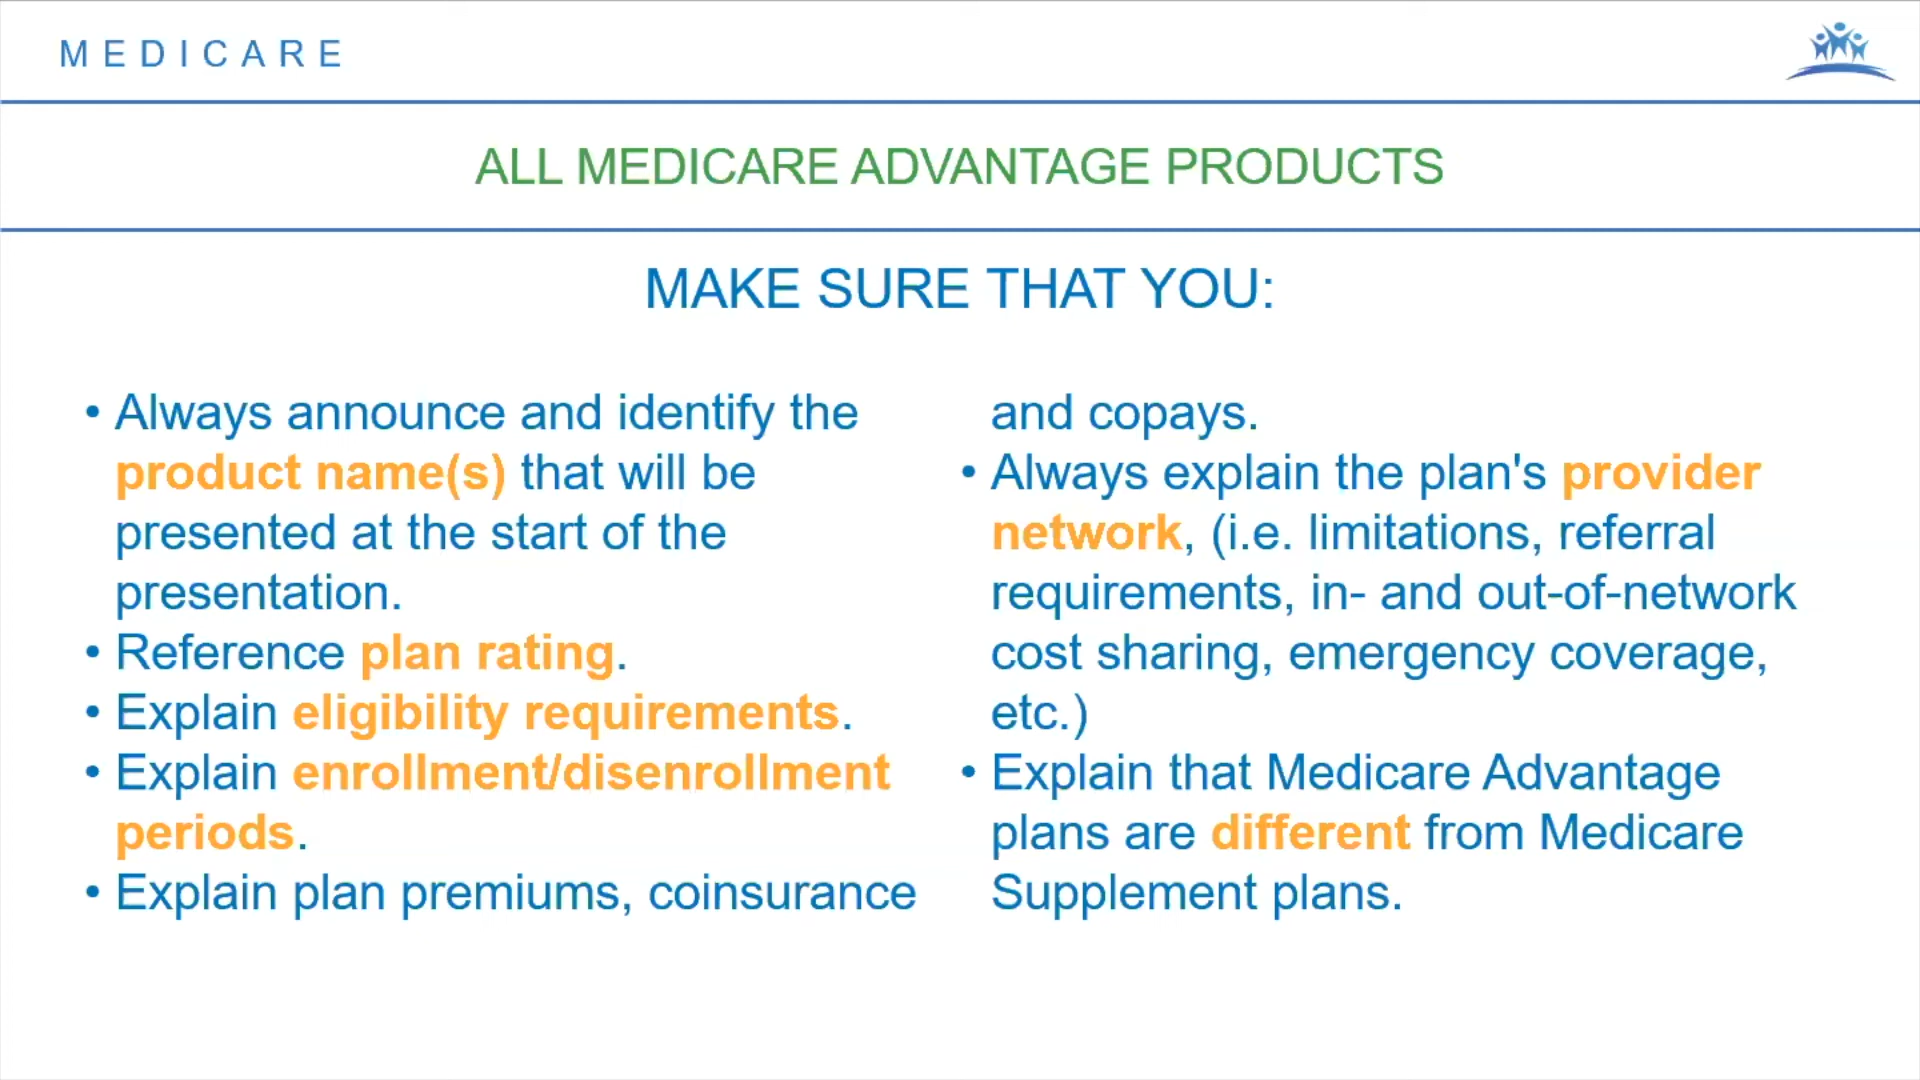 MEDICARE
ALL MEDICARE ADVANTAGE PRODUCTS
MAKE SURE THAT YOU:
• Always announce and identify the
product name(s) that will be
presented at the start of the
presentation.
• Reference plan rating.
• Explain eligibility requirements.
• Explain enrollment/disenrollment
periods.
• Explain plan premiums, coinsurance
and copays.
• Always explain the plan's provider
network, (i.e. limitations, referral
requirements, in- and out-of-network
cost sharing, emergency coverage,
etc.)
• Explain that Medicare Advantage
plans are different from Medicare
Supplement plans.